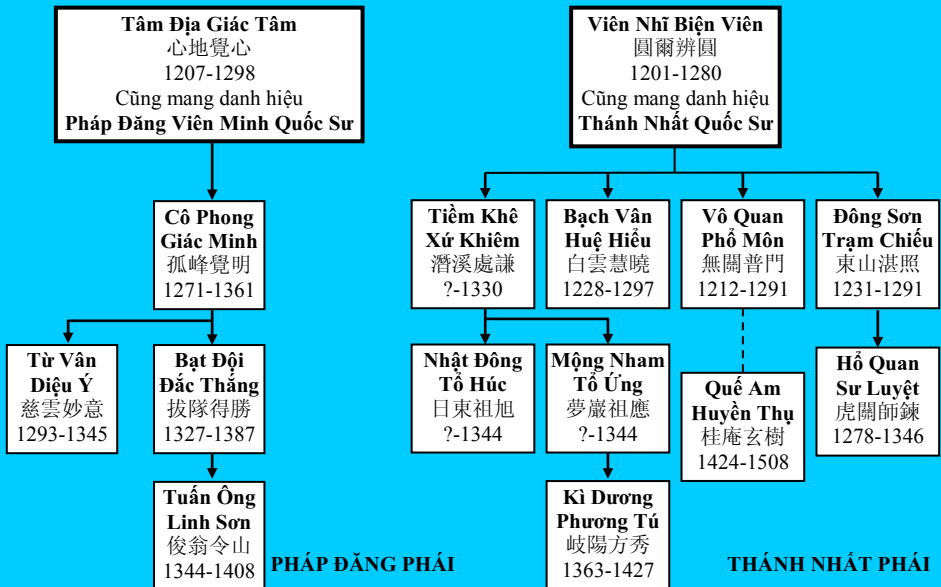 Tâm Địa Giác Tâm
心地覺心
1207-1298
Cũng mang danh hiệu
Pháp Đăng Viên Minh Quốc Sư
Viên Nhĩ Biện Viên
圓爾辨圓
1201-1280
Cũng mang danh hiệu
Thánh Nhất Quốc Sư
Cô Phong
Giác Minh
孤峰覺明
1271-1361
Tiềm Khê
Xứ Khiêm
潛溪處謙
?-1330
Bạch Vân
Huệ Hiểu
白雲慧曉
1228-1297
Vô Quan
Phổ Môn
無關普門
1212-1291
Đông Sơn
Trạm Chiếu
東山湛照
1231-1291
Từ Vân
Diệu Ý
慈雲妙意
1293-1345
Bạt Đội
Đắc Thắng
拔隊得勝
1327-1387
Nhật Đông
Tổ Húc
日東祖旭
?-1344
Mộng Nham
Tổ Ứng
夢巖祖應
?-1344
Quế Am
Huyền Thụ
桂庵玄樹
1424-1508
Hổ Quan
Sư Luyệt
虎關師鍊
1278-1346
Tuấn Ông
Linh Sơn
俊翁令山
1344-1408
Kì Dương
Phương Tú
岐陽方秀
1363-1427
PHÁP ĐĂNG PHÁI
THÁNH NHẤT PHÁI